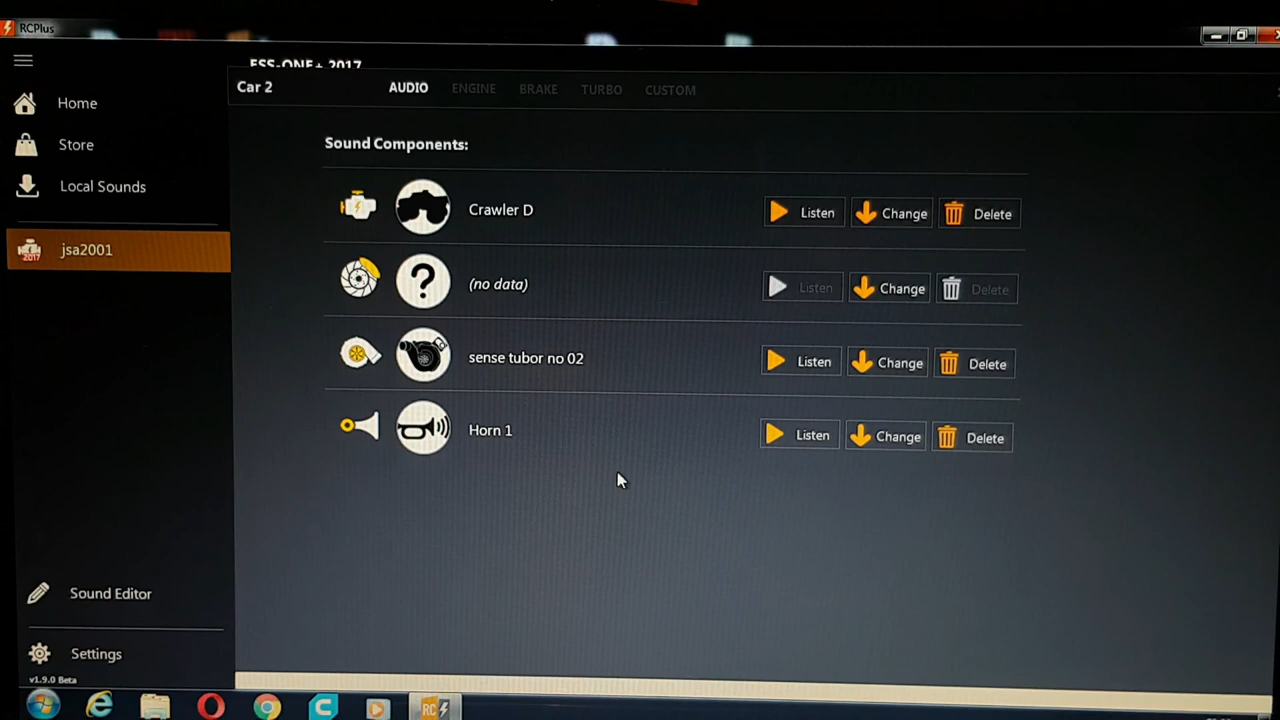 RCPlus
ESS-ONE+ 2017
Car 2 AUDIO ENGINE BRAKE TURBO CUSTOM
Home
Store
Local Sounds
2017 jsa2001
Sound Components:
Crawler D Listen Change Delete
? (no data) Listen Change Delete
sense tubor no 02 Listen Change Delete
Horn 1 Listen Change Delete
Sound Editor
Settings
v1.9.0 Beta
RC